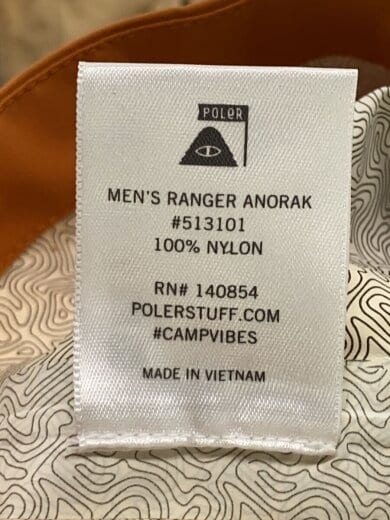 POLER
MEN'S RANGER ANORAK
#513101
100% NYLON
RN# 140854
POLERSTUFF.COM
#CAMPVIBES
MADE IN VIETNAM